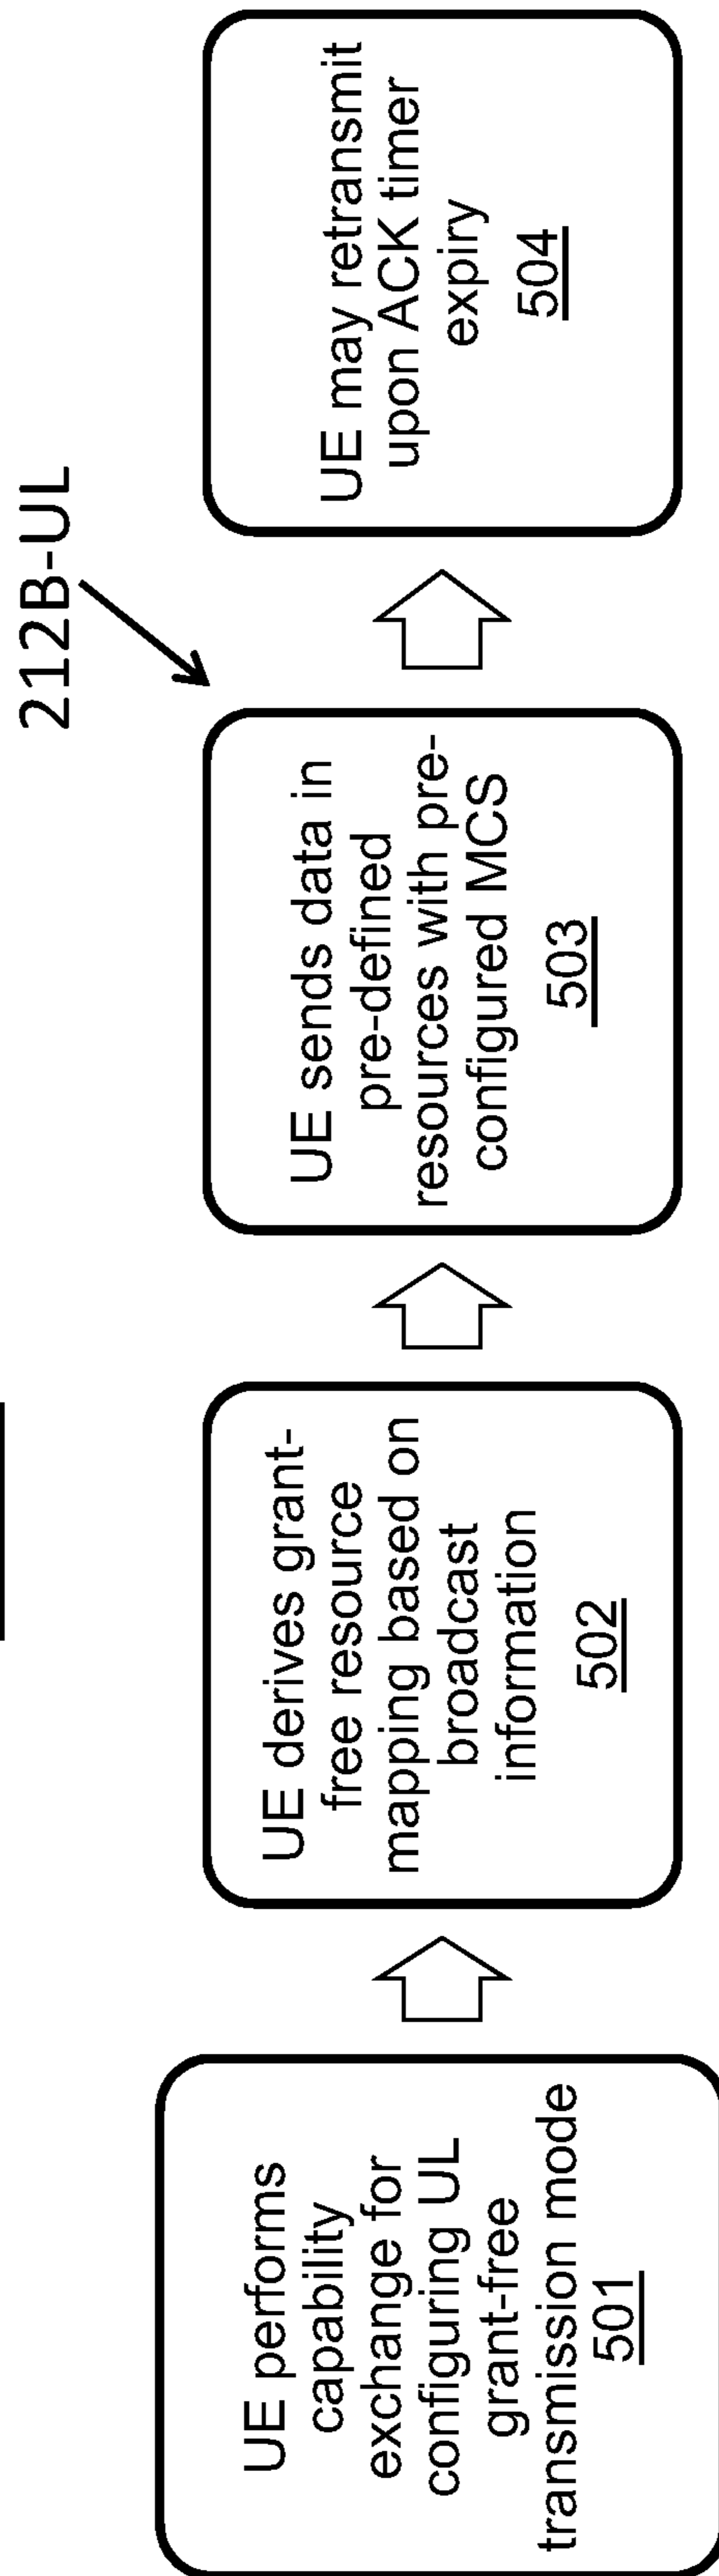 212B-UL
UE performs
capability
exchange for
configuring UL
grant-free
transmission mode
501
UE derives grant-
free resource
mapping based on
broadcast
information
502
UE sends data in
pre-defined
resources with pre-
configured MCS
503
UE may retransmit
upon ACK timer
expiry
504